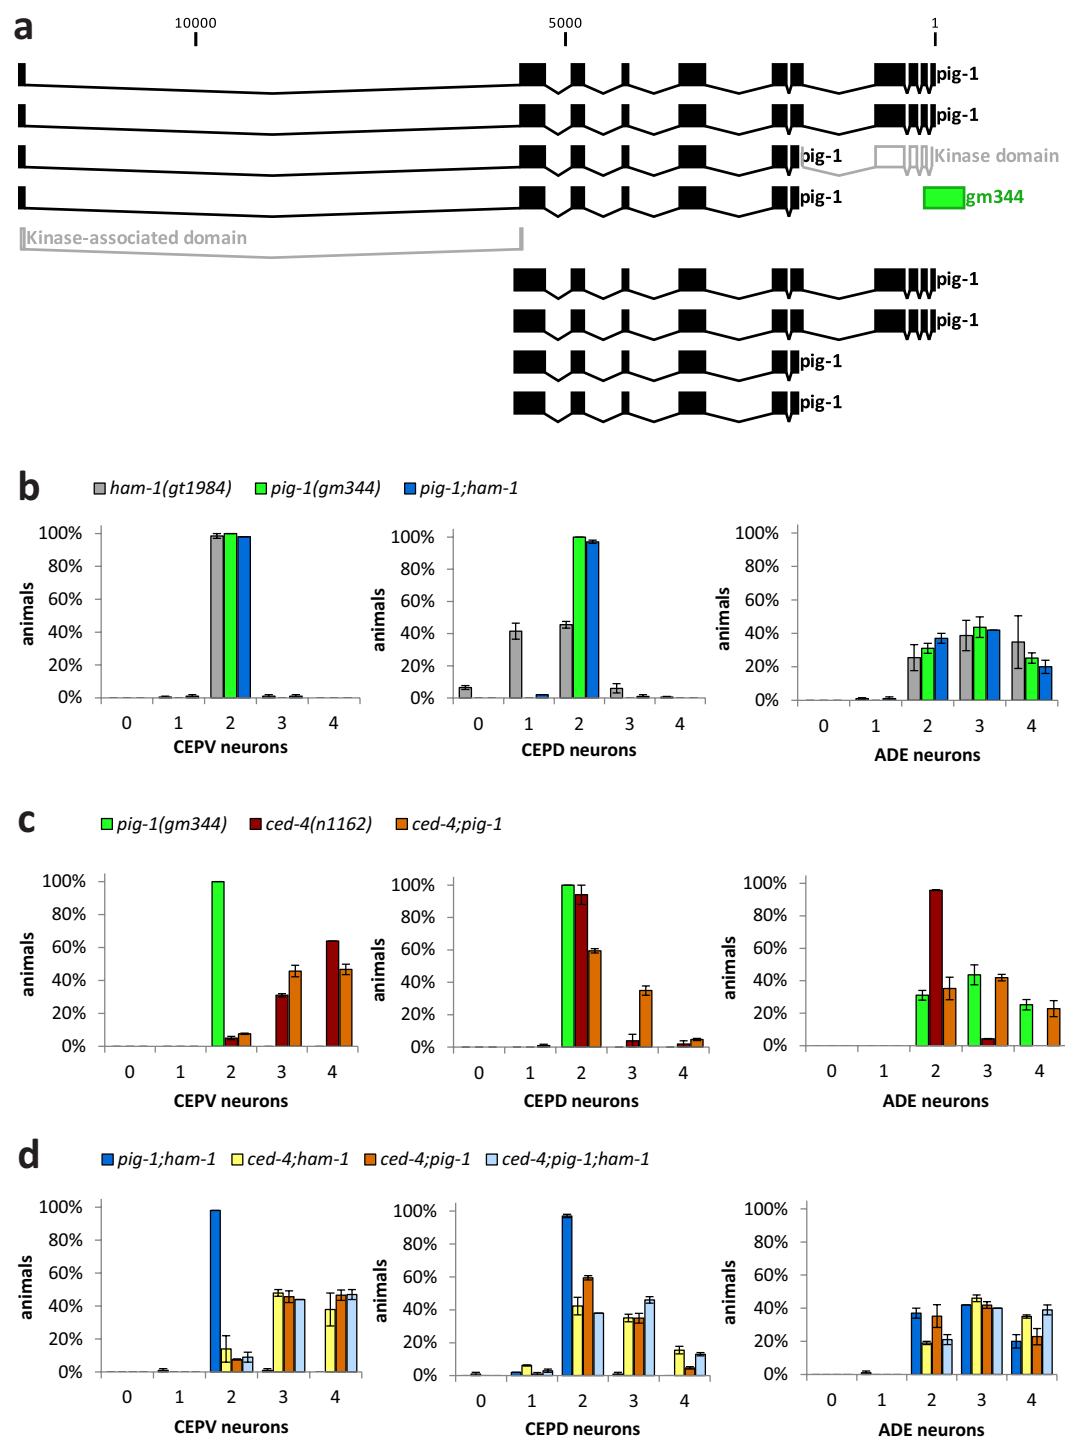 a
10000 5000 1
pig-1
pig-1
pig-1 Kinase domain
pig-1 gm344
Kinase-associated domain
pig-1
pig-1
pig-1
pig-1
b
ham-1(gt1984) pig-1(gm344) pig-1;ham-1
100% 80% 60% 40% 20% 0%
animals
0 1 2 3 4
CEPV neurons
100% 80% 60% 40% 20% 0%
animals
0 1 2 3 4
CEPD neurons
100% 80% 60% 40% 20% 0%
animals
0 1 2 3 4
ADE neurons
c
pig-1(gm344) ced-4(n1162) ced-4;pig-1
100% 80% 60% 40% 20% 0%
animals
0 1 2 3 4
CEPV neurons
100% 80% 60% 40% 20% 0%
animals
0 1 2 3 4
CEPD neurons
100% 80% 60% 40% 20% 0%
animals
0 1 2 3 4
ADE neurons
d
pig-1;ham-1 ced-4;ham-1 ced-4;pig-1 ced-4;pig-1;ham-1
100% 80% 60% 40% 20% 0%
animals
0 1 2 3 4
CEPV neurons
100% 80% 60% 40% 20% 0%
animals
0 1 2 3 4
CEPD neurons
100% 80% 60% 40% 20% 0%
animals
0 1 2 3 4
ADE neurons